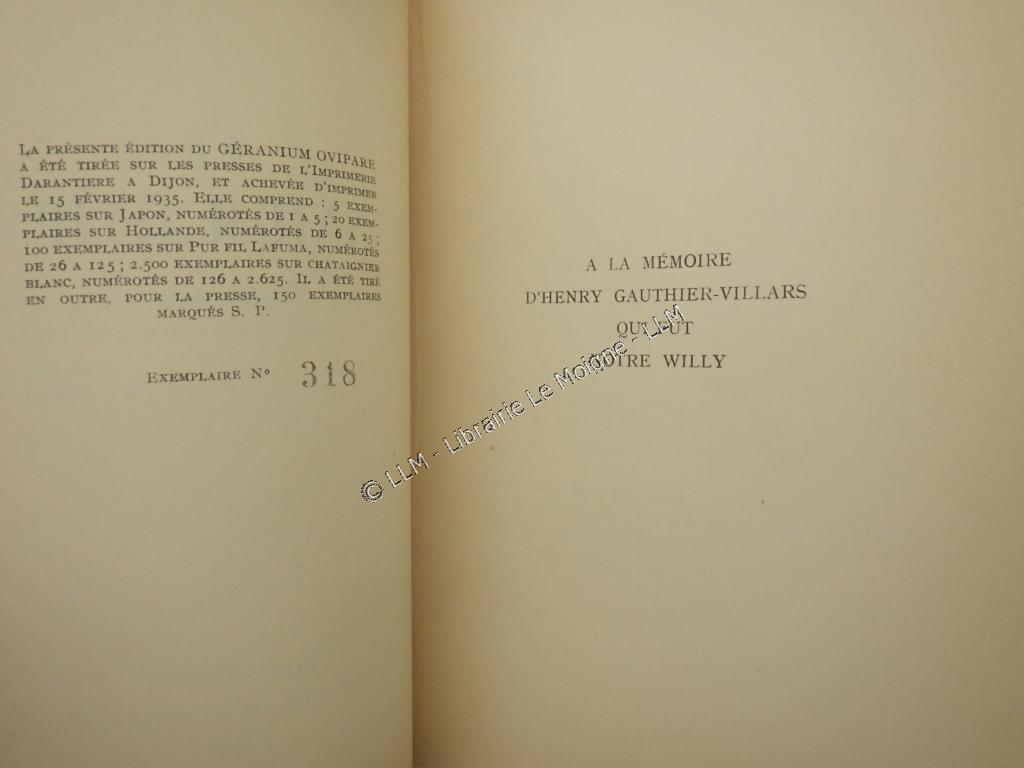 LA PRÉSENTE ÉDITION DU GÉRANIUM OVIPARE
A ÉTÉ TIRÉE SUR LES PRESSES DE L'IMPRIMERIE
DARANTIERE A DIJON, ET ACHEVÉE D'IMPRIMER
LE 15 FÉVRIER 1935. ELLE COMPREND : 5 EXEM-
PLAIRES SUR JAPON, NUMÉROTÉS DE 1 A 5 ; 20 EXEM-
PLAIRES SUR HOLLANDE, NUMÉROTÉS DE 6 A 25 ;
100 EXEMPLAIRES SUR PUR FIL LAFUMA, NUMÉROTÉS
DE 26 A 125 ; 2.500 EXEMPLAIRES SUR CHATAIGNIER
BLANC, NUMÉROTÉS DE 126 A 2.625. IL A ÉTÉ TIRÉ
EN OUTRE, POUR LA PRESSE, 150 EXEMPLAIRES
MARQUÉS S. P.
EXEMPLAIRE Nº 318
A LA MÉMOIRE
D'HENRY GAUTHIER-VILLARS
QUI FUT
NOTRE WILLY
© LLM - Librairie Le Moigne - LLM